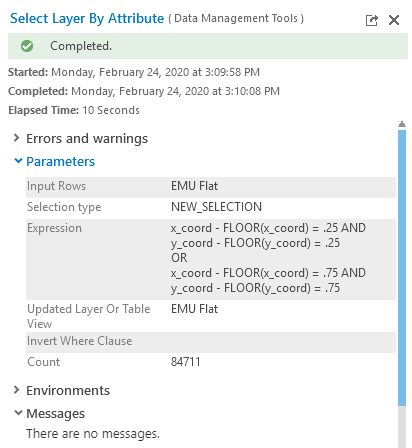 Select Layer By Attribute ( Data Management Tools )
Completed.
Started: Monday, February 24, 2020 at 3:09:58 PM
Completed: Monday, February 24, 2020 at 3:10:08 PM
Elapsed Time: 10 Seconds
Errors and warnings
Parameters
Input Rows EMU Flat
Selection type NEW_SELECTION
Expression x_coord - FLOOR(x_coord) = .25 AND
y_coord - FLOOR(y_coord) = .25
OR
x_coord - FLOOR(x_coord) = .75 AND
y_coord - FLOOR(y_coord) = .75
Updated Layer Or Table EMU Flat
View
Invert Where Clause
Count 84711
Environments
Messages
There are no messages.